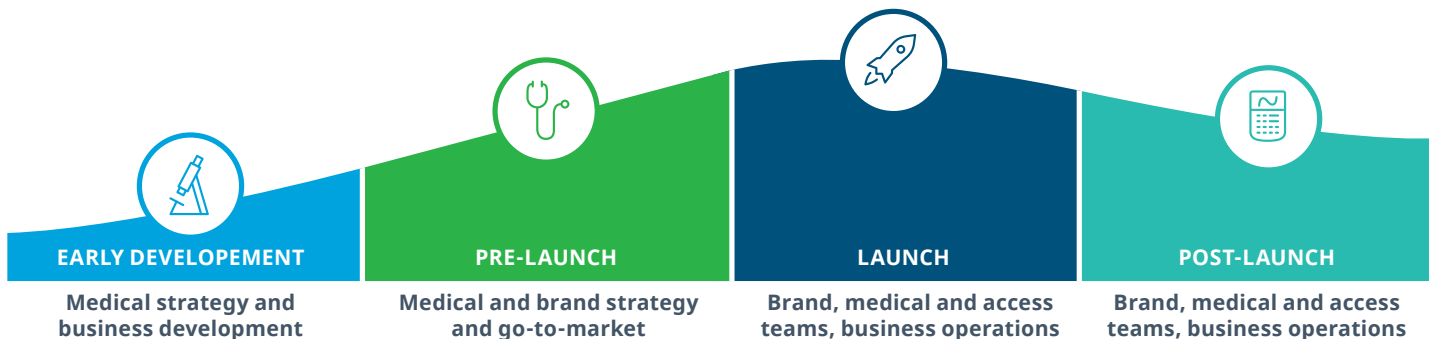 EARLY DEVELOPEMENT
Medical strategy and
business development
PRE-LAUNCH
Medical and brand strategy
and go-to-market
LAUNCH
Brand, medical and access
teams, business operations
POST-LAUNCH
Brand, medical and access
teams, business operations